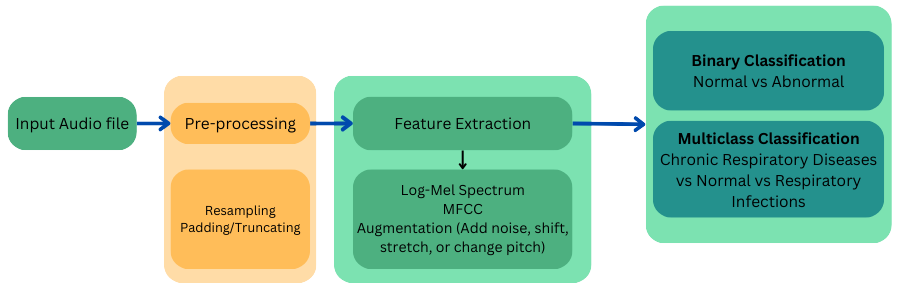 Input Audio file
Pre-processing
Resampling
Padding/Truncating
Feature Extraction
Log-Mel Spectrum
MFCC
Augmentation (Add noise, shift,
stretch, or change pitch)
Binary Classification
Normal vs Abnormal
Multiclass Classification
Chronic Respiratory Diseases
vs Normal vs Respiratory
Infections